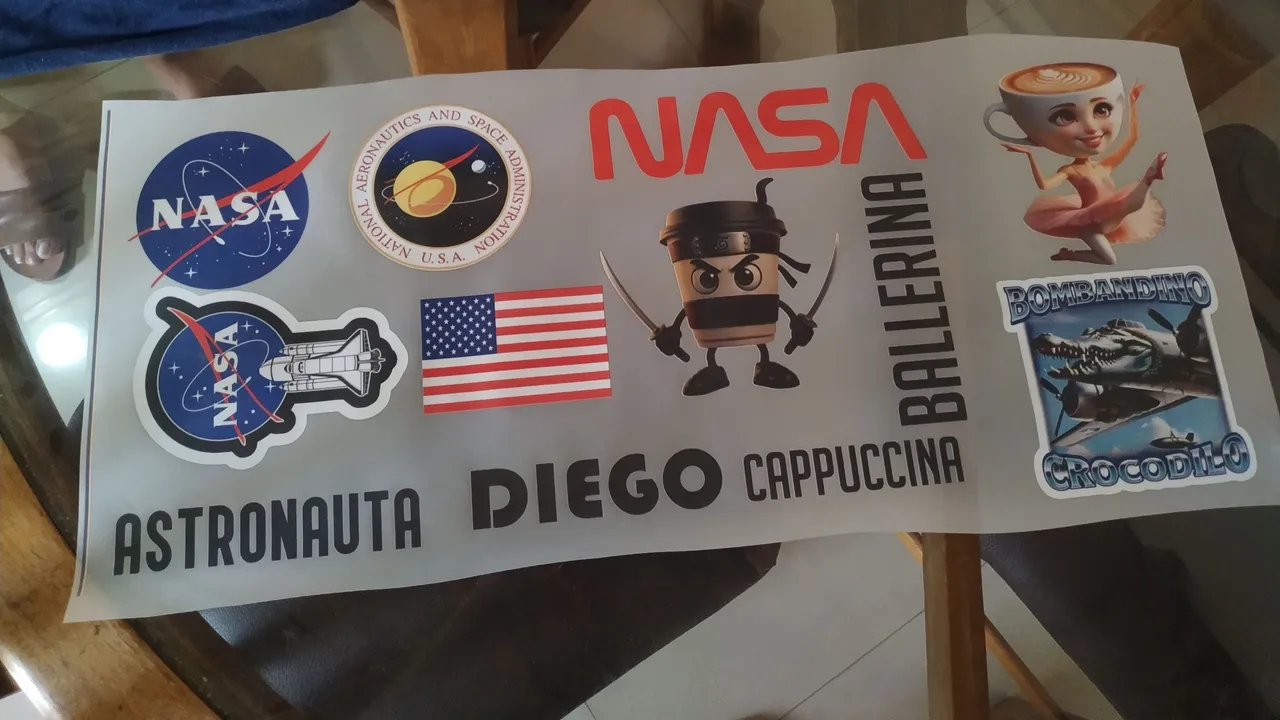 NASA
NATIONAL AERONAUTICS AND SPACE ADMINISTRATION
U.S.A.
NASA
BALLERINA
NASA
BOMBANDINO
CROCODILO
ASTRONAUTA
DIEGO
CAPPUCCINA